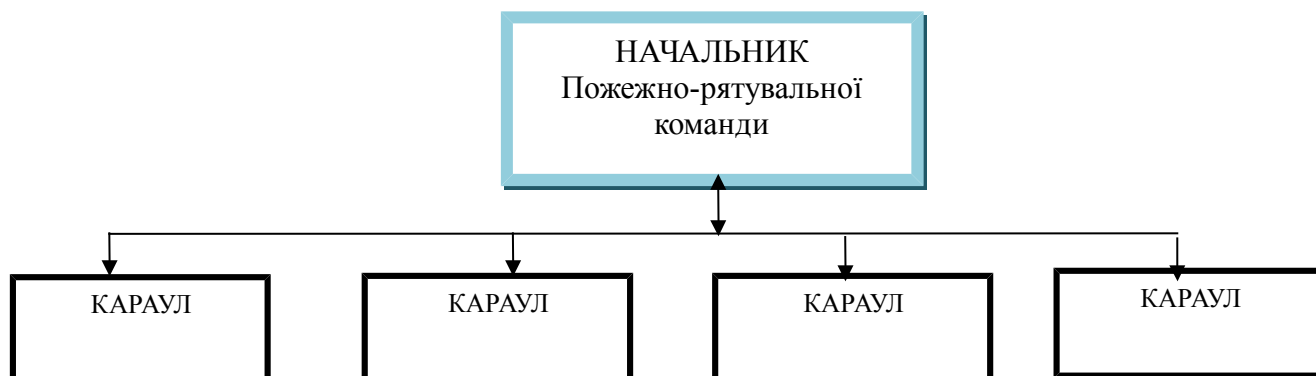 НАЧАЛЬНИК
Пожежно-рятувальної
команди
КАРАУЛ
КАРАУЛ
КАРАУЛ
КАРАУЛ